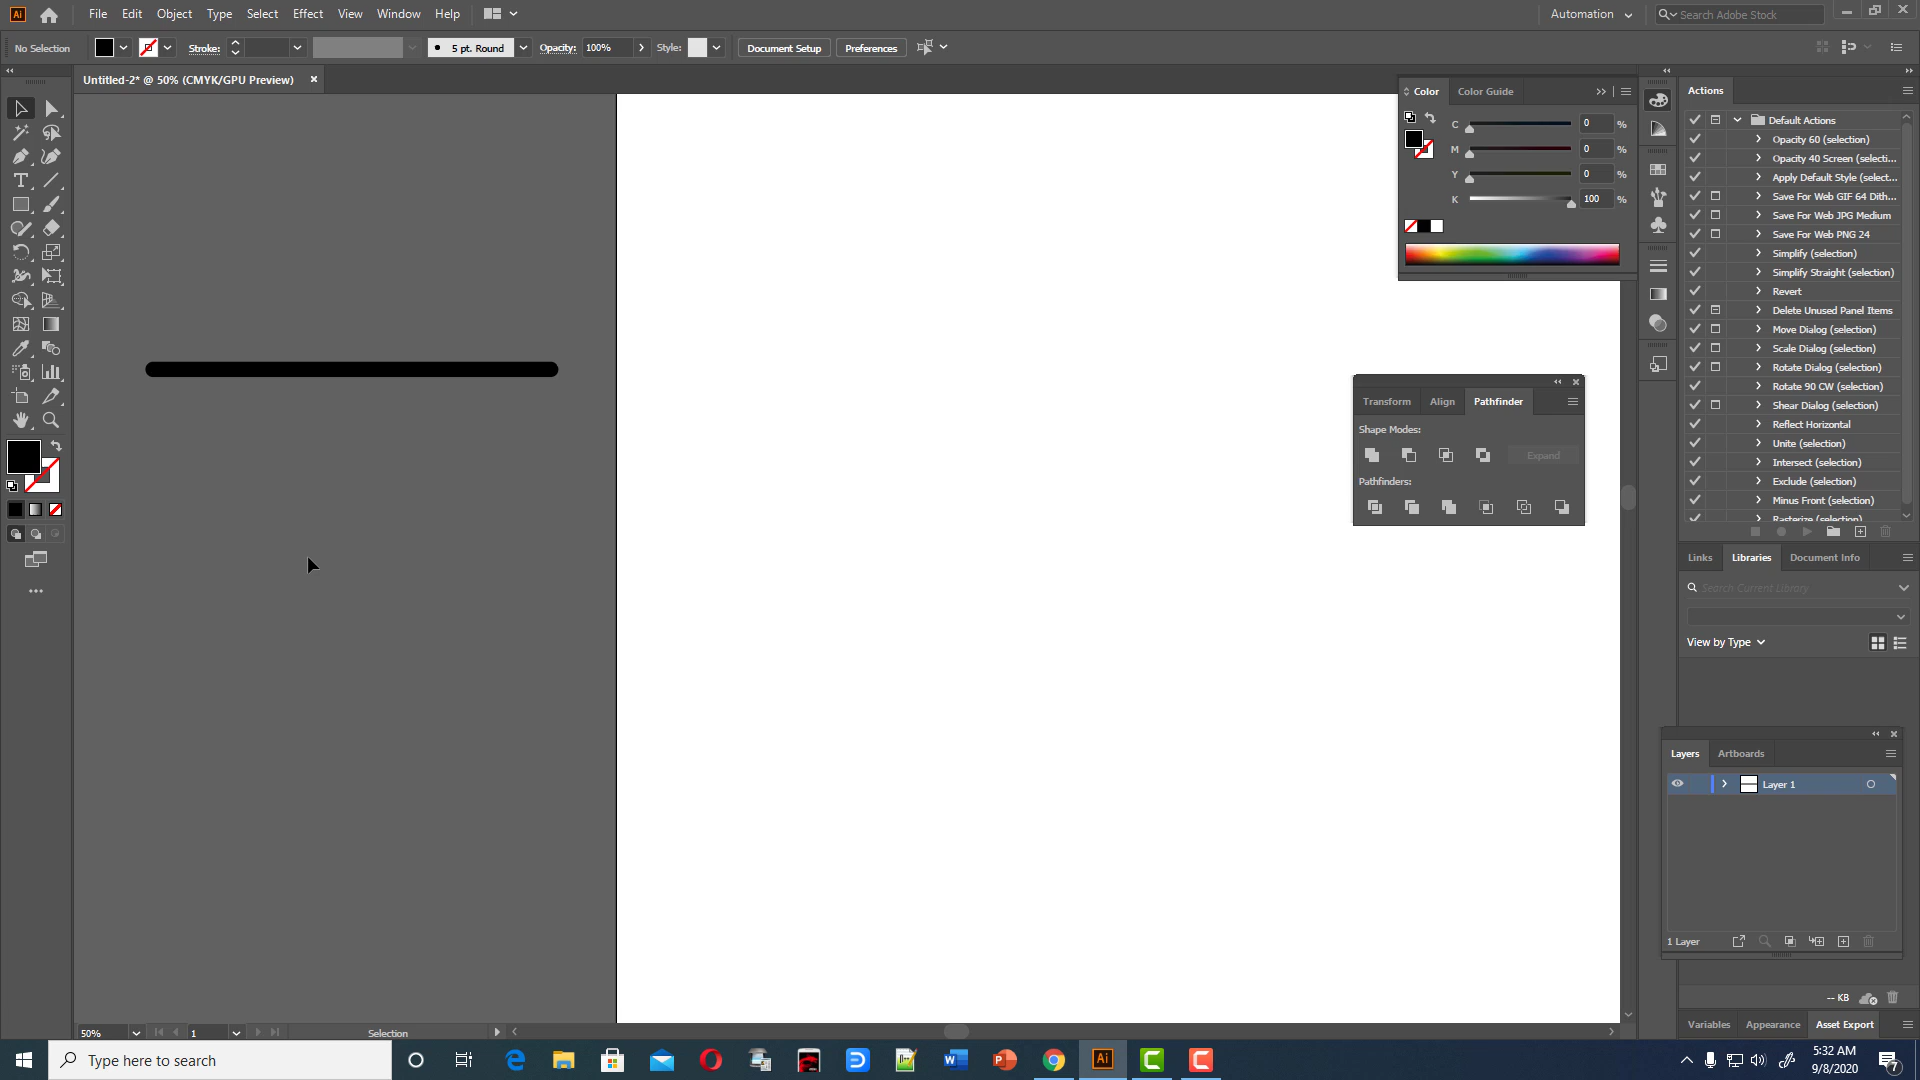 Ai File Edit Object Type Select Effect View Window Help Automation Search Adobe Stock
No Selection Stroke: 5 pt. Round Opacity: 100% Style: Document Setup Preferences
Untitled-2* @ 50% (CMYK/GPU Preview)
Color Color Guide
C 0 %
M 0 %
Y 0 %
K 100 %
Actions
Default Actions
Opacity 60 (selection)
Opacity 40 Screen (selecti...
Apply Default Style (select...
Save For Web GIF 64 Dith...
Save For Web JPG Medium
Save For Web PNG 24
Simplify (selection)
Simplify Straight (selection)
Revert
Delete Unused Panel Items
Move Dialog (selection)
Scale Dialog (selection)
Rotate Dialog (selection)
Rotate 90 CW (selection)
Shear Dialog (selection)
Reflect Horizontal
Unite (selection)
Intersect (selection)
Exclude (selection)
Minus Front (selection)
Rasterize (selection)
Transform Align Pathfinder
Shape Modes:
Expand
Pathfinders:
Links Libraries Document Info
Search Current Library
View by Type
Layers Artboards
Layer 1
1 Layer
-- KB
Variables Appearance Asset Export
50% 1 Selection
Type here to search
Ai
5:32 AM
9/8/2020
7